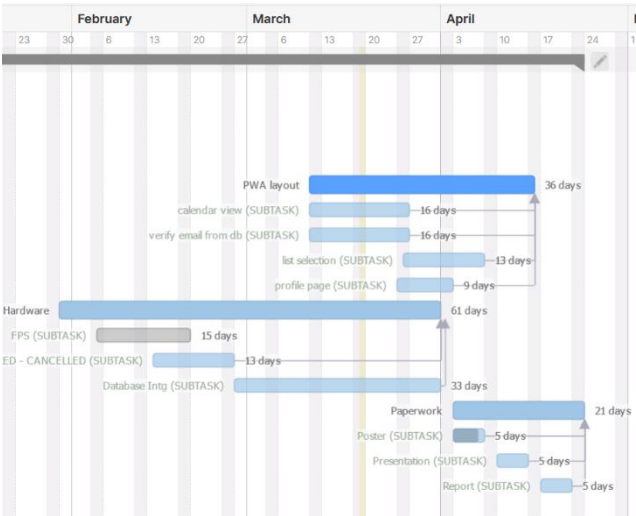 February March April
23 30 6 13 20 27 6 13 20 27 3 10 17 24
PWA layout 36 days
calendar view (SUBTASK) 16 days
verify email from db (SUBTASK) 16 days
list selection (SUBTASK) 13 days
profile page (SUBTASK) 9 days
Hardware 61 days
FPS (SUBTASK) 15 days
ED - CANCELLED (SUBTASK) 13 days
Database Intg (SUBTASK) 33 days
Paperwork 21 days
Poster (SUBTASK) 5 days
Presentation (SUBTASK) 5 days
Report (SUBTASK) 5 days